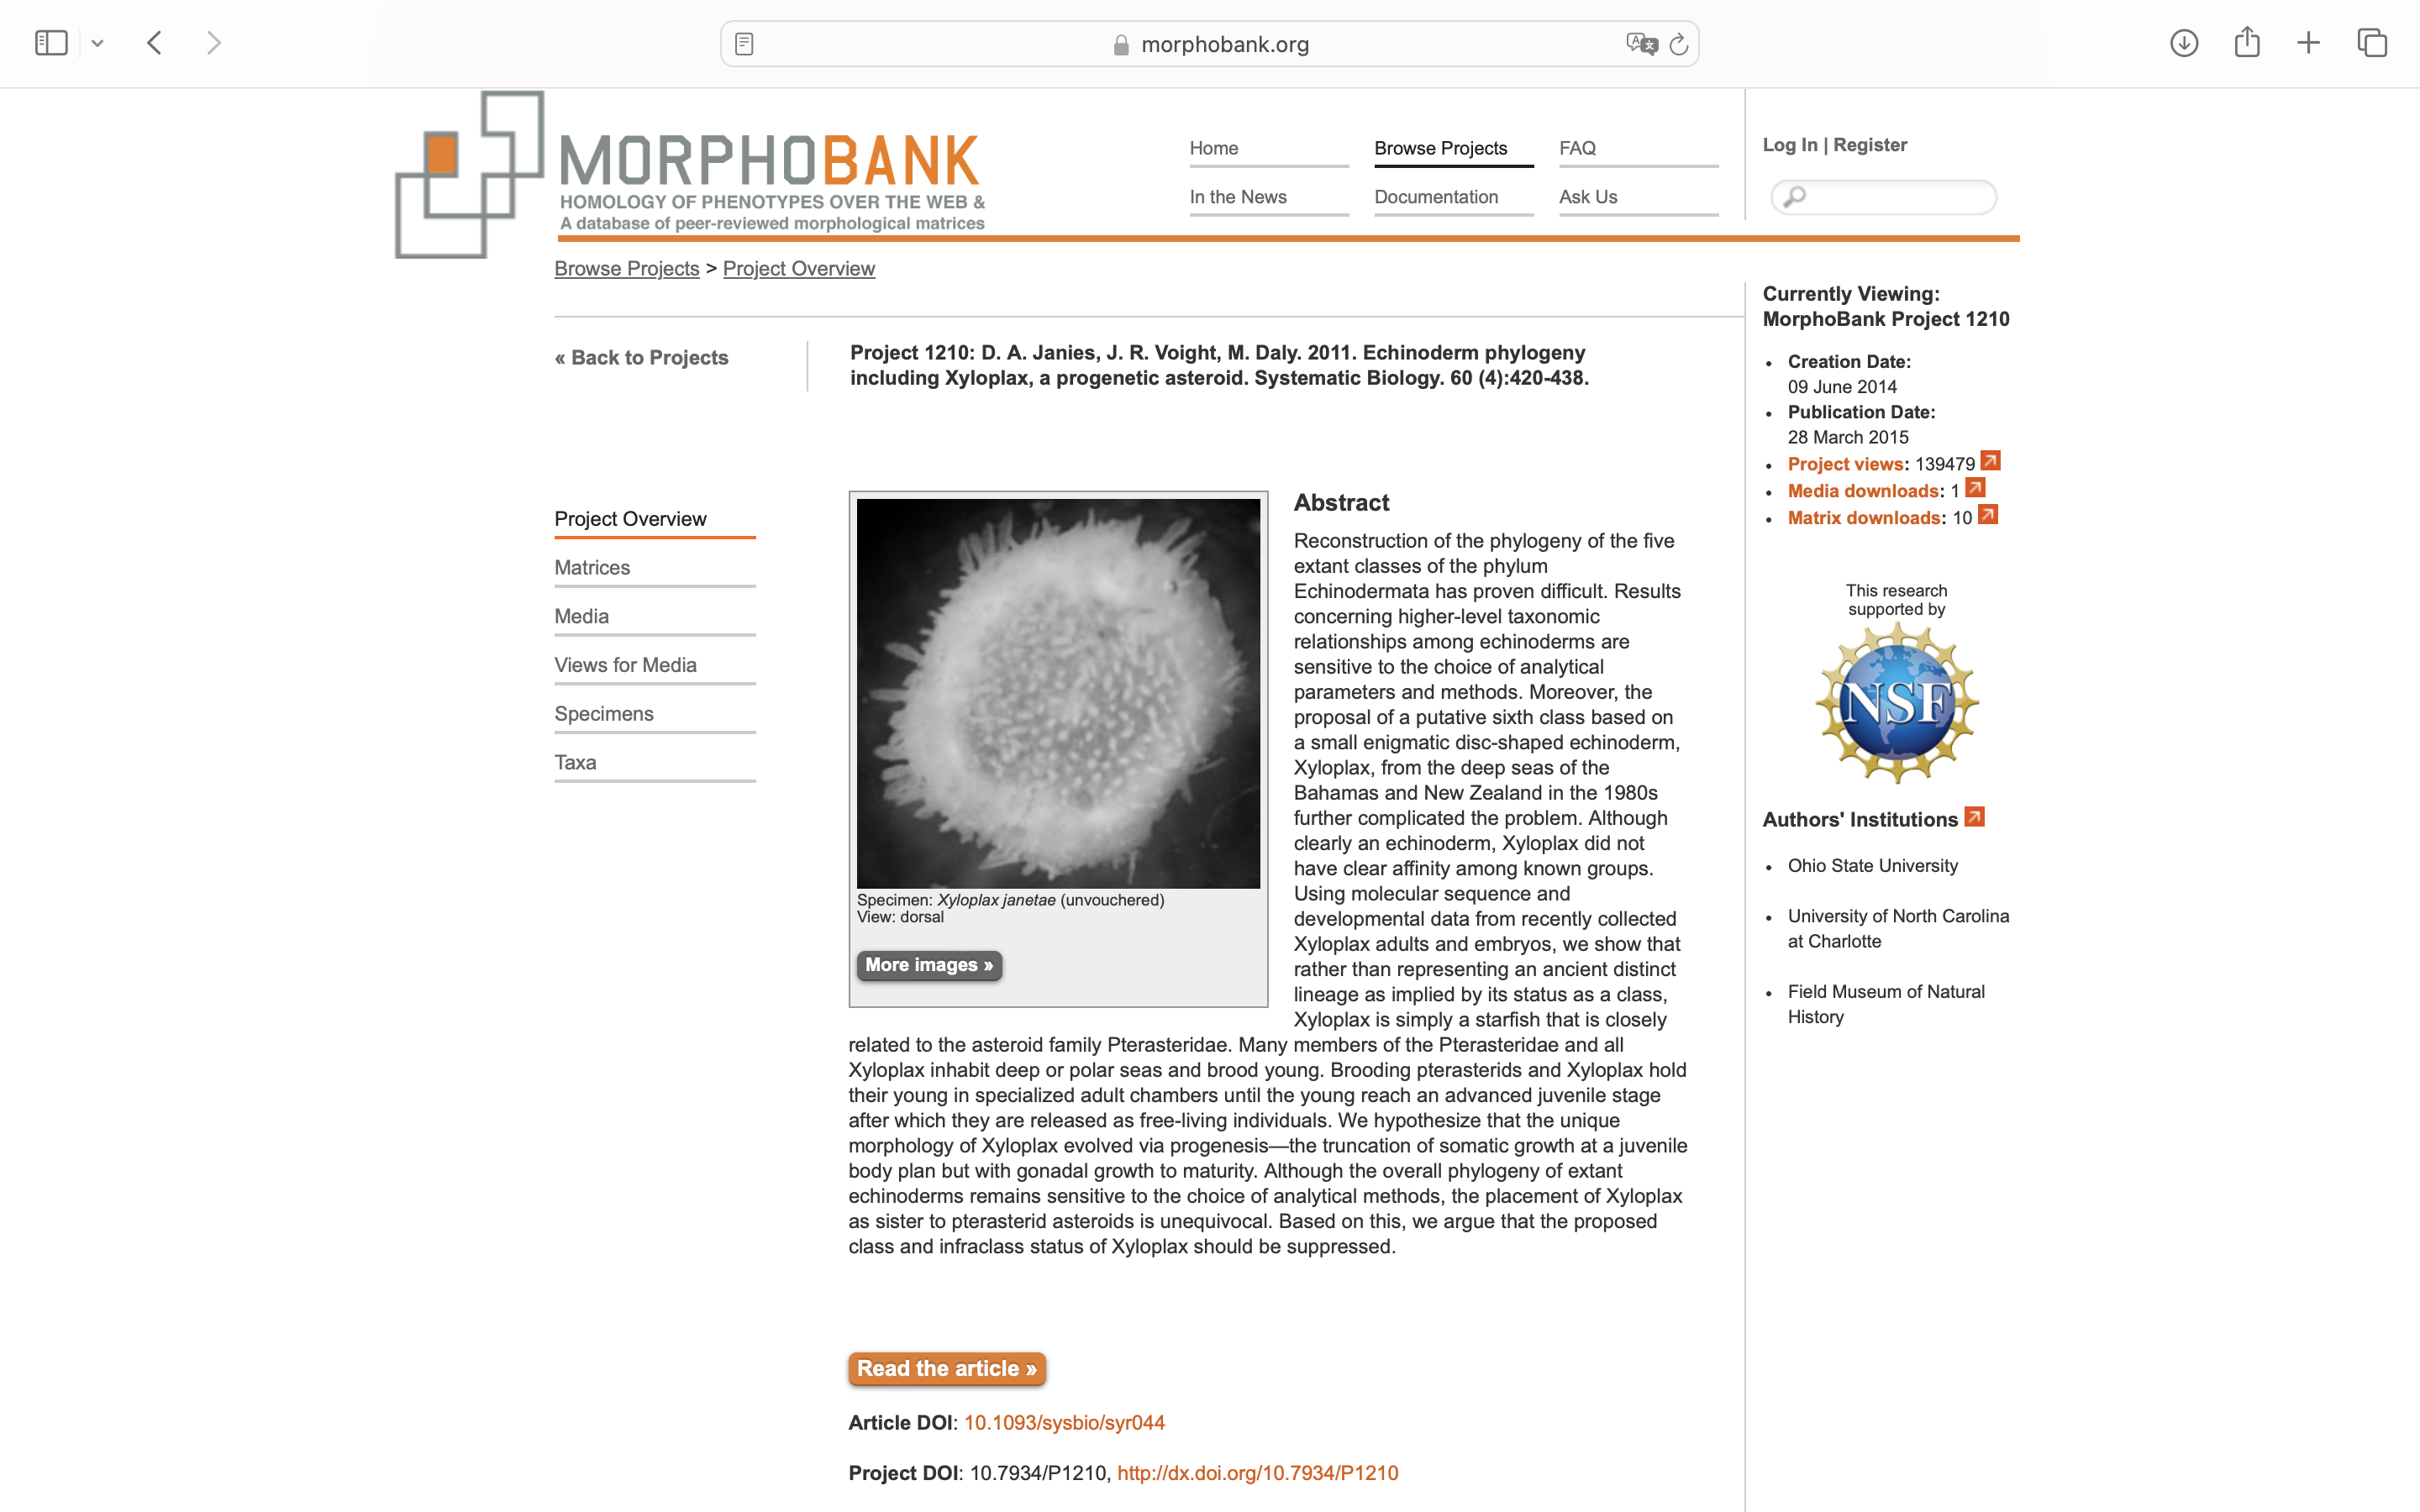 morphobank.org
MORPHOBANK
HOMOLOGY OF PHENOTYPES OVER THE WEB &
A database of peer-reviewed morphological matrices
Home
Browse Projects
FAQ
In the News
Documentation
Ask Us
Log In | Register
Browse Projects > Project Overview
« Back to Projects
Project 1210: D. A. Janies, J. R. Voight, M. Daly. 2011. Echinoderm phylogeny
including Xyloplax, a progenetic asteroid. Systematic Biology. 60 (4):420-438.
Project Overview
Matrices
Media
Views for Media
Specimens
Taxa
Specimen: Xyloplax janetae (unvouchered)
View: dorsal
More images »
Abstract
Reconstruction of the phylogeny of the five
extant classes of the phylum
Echinodermata has proven difficult. Results
concerning higher-level taxonomic
relationships among echinoderms are
sensitive to the choice of analytical
parameters and methods. Moreover, the
proposal of a putative sixth class based on
a small enigmatic disc-shaped echinoderm,
Xyloplax, from the deep seas of the
Bahamas and New Zealand in the 1980s
further complicated the problem. Although
clearly an echinoderm, Xyloplax did not
have clear affinity among known groups.
Using molecular sequence and
developmental data from recently collected
Xyloplax adults and embryos, we show that
rather than representing an ancient distinct
lineage as implied by its status as a class,
Xyloplax is simply a starfish that is closely
related to the asteroid family Pterasteridae. Many members of the Pterasteridae and all
Xyloplax inhabit deep or polar seas and brood young. Brooding pterasterids and Xyloplax hold
their young in specialized adult chambers until the young reach an advanced juvenile stage
after which they are released as free-living individuals. We hypothesize that the unique
morphology of Xyloplax evolved via progenesis—the truncation of somatic growth at a juvenile
body plan but with gonadal growth to maturity. Although the overall phylogeny of extant
echinoderms remains sensitive to the choice of analytical methods, the placement of Xyloplax
as sister to pterasterid asteroids is unequivocal. Based on this, we argue that the proposed
class and infraclass status of Xyloplax should be suppressed.
Read the article »
Article DOI: 10.1093/sysbio/syr044
Project DOI: 10.7934/P1210, http://dx.doi.org/10.7934/P1210
Currently Viewing:
MorphoBank Project 1210
• Creation Date:
09 June 2014
• Publication Date:
28 March 2015
• Project views: 139479
• Media downloads: 1
• Matrix downloads: 10
This research
supported by
NSF
Authors' Institutions
• Ohio State University
• University of North Carolina
at Charlotte
• Field Museum of Natural
History